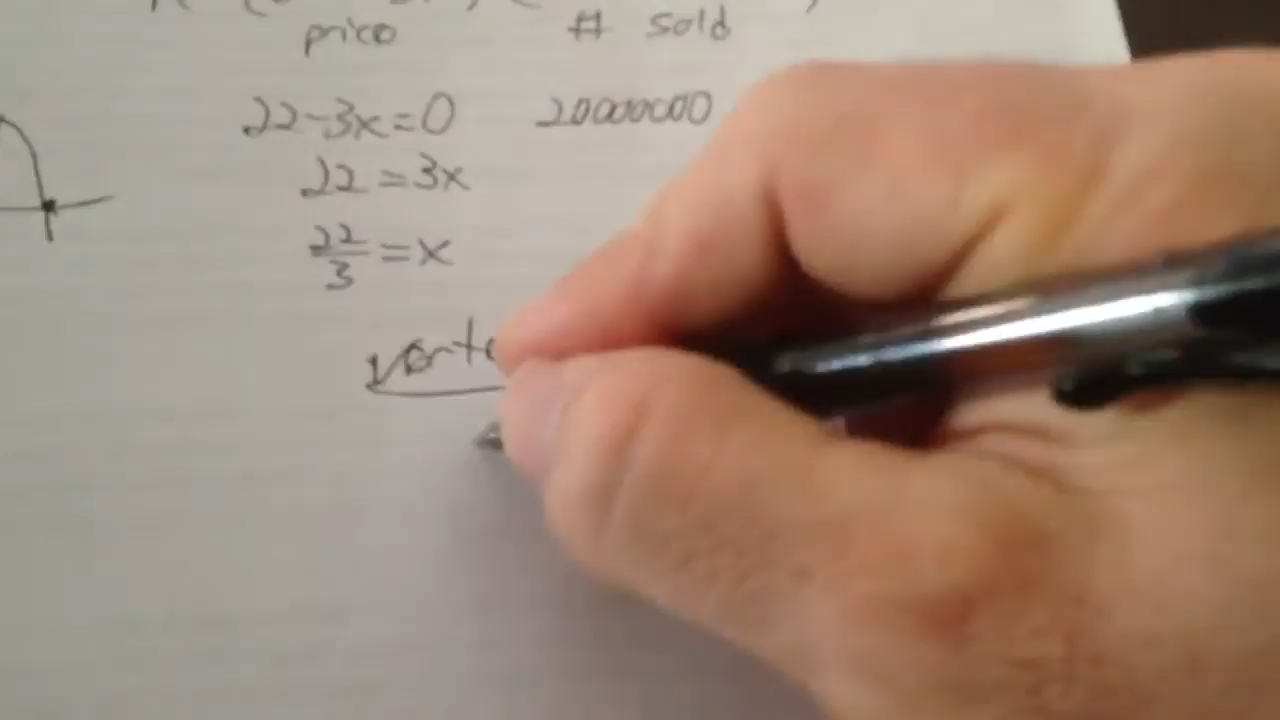 price # sold
22-3x=0 20000000
22=3x
22/3=x